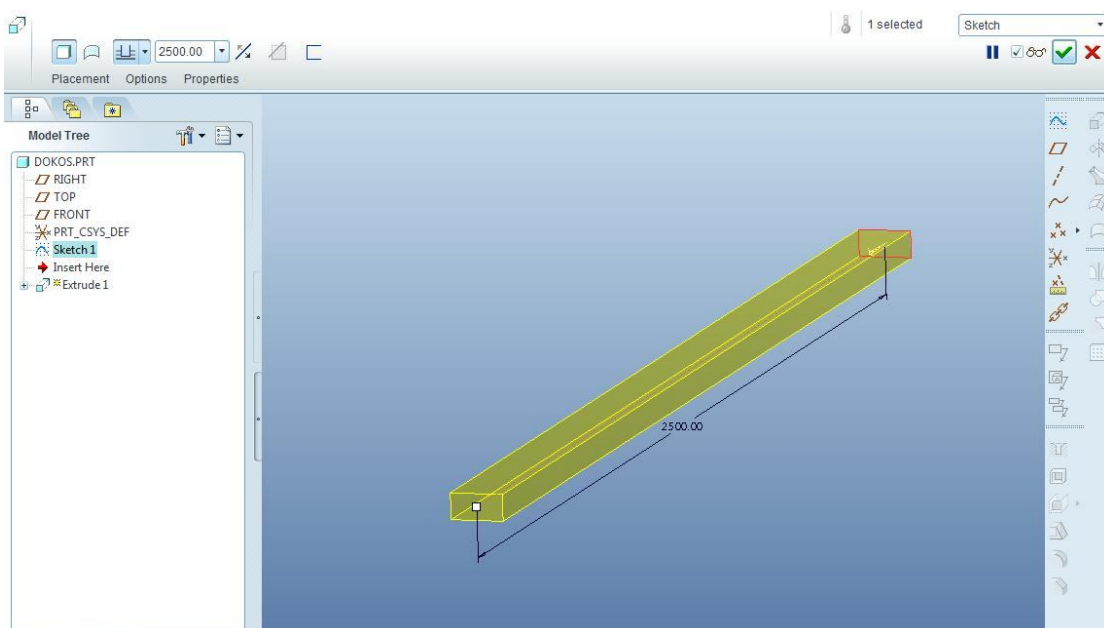 1 selected
Sketch
2500.00
Placement Options Properties
Model Tree
DOKOS.PRT
RIGHT
TOP
FRONT
PRT_CSYS_DEF
Sketch 1
Insert Here
Extrude 1
2500.00